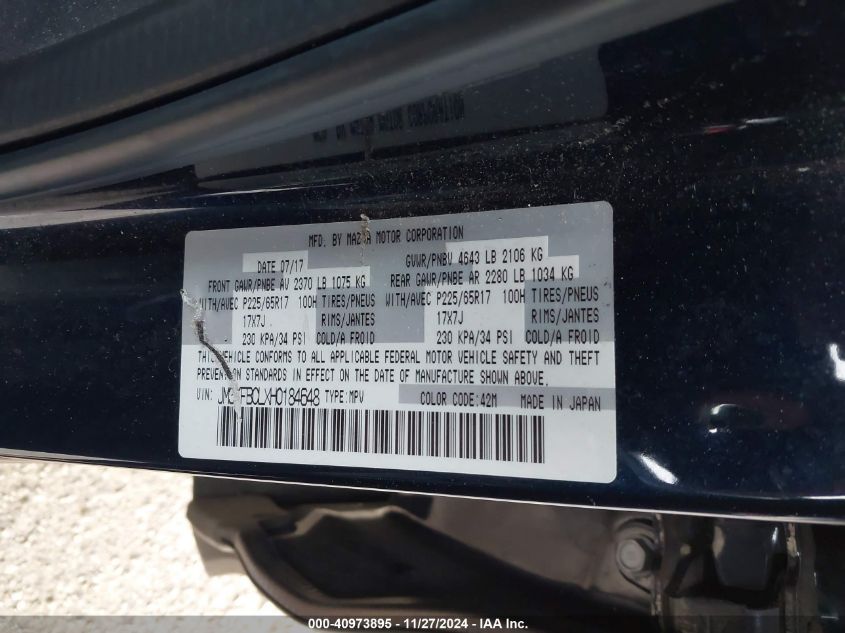 MFD. BY MAZDA MOTOR CORPORATION
DATE 07/17 GVWR/PNBV 4643 LB 2106 KG
FRONT GAWR/PNBE AV 2370 LB 1075 KG REAR GAWR/PNBE AR 2280 LB 1034 KG
WITH/AVEC P225/65R17 100H TIRES/PNEUS WITH/AVEC P225/65R17 100H TIRES/PNEUS
17X7J RIMS/JANTES 17X7J RIMS/JANTES
230 KPA/34 PSI COLD/A FROID 230 KPA/34 PSI COLD/A FROID
THIS VEHICLE CONFORMS TO ALL APPLICABLE FEDERAL MOTOR VEHICLE SAFETY AND THEFT
PREVENTION STANDARDS IN EFFECT ON THE DATE OF MANUFACTURE SHOWN ABOVE.
VIN: JM3KFBCLXH0184648 TYPE:MPV COLOR CODE:42M MADE IN JAPAN
000-40973895 - 11/27/2024 - © IAA Inc.